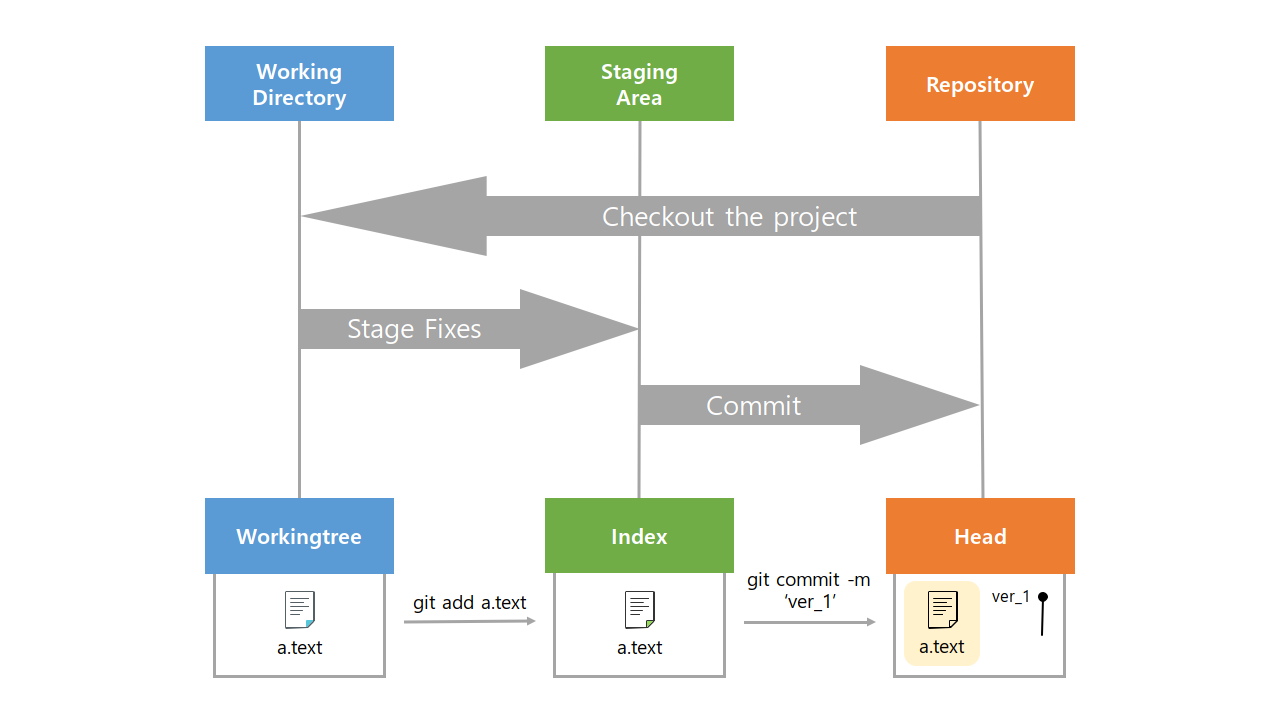 Working
Directory
Staging
Area
Repository
Checkout the project
Stage Fixes
Commit
Workingtree
Index
Head
a.text
git add a.text
a.text
git commit -m
'ver_1'
a.text
ver_1